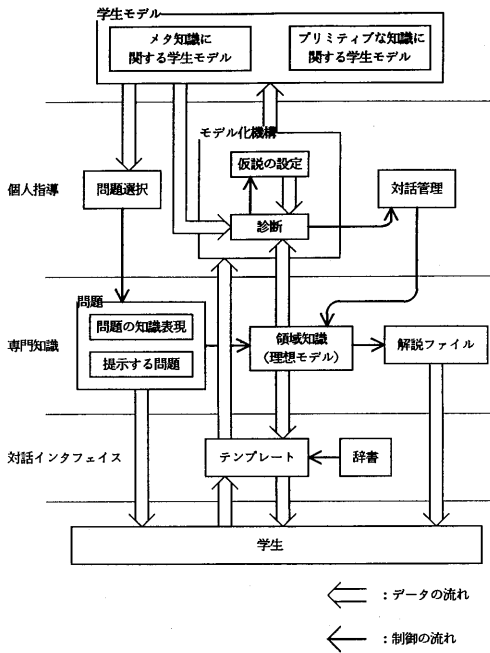 学生モデル
メタ知識に
関する学生モデル
プリミティブな知識に
関する学生モデル
モデル化機構
仮説の設定
個人指導
問題選択
対話管理
診断
問題
問題の知識表現
専門知識
領域知識
(理想モデル)
解説ファイル
提示する問題
対話インタフェイス
テンプレート
辞書
学生
:データの流れ
:制御の流れ